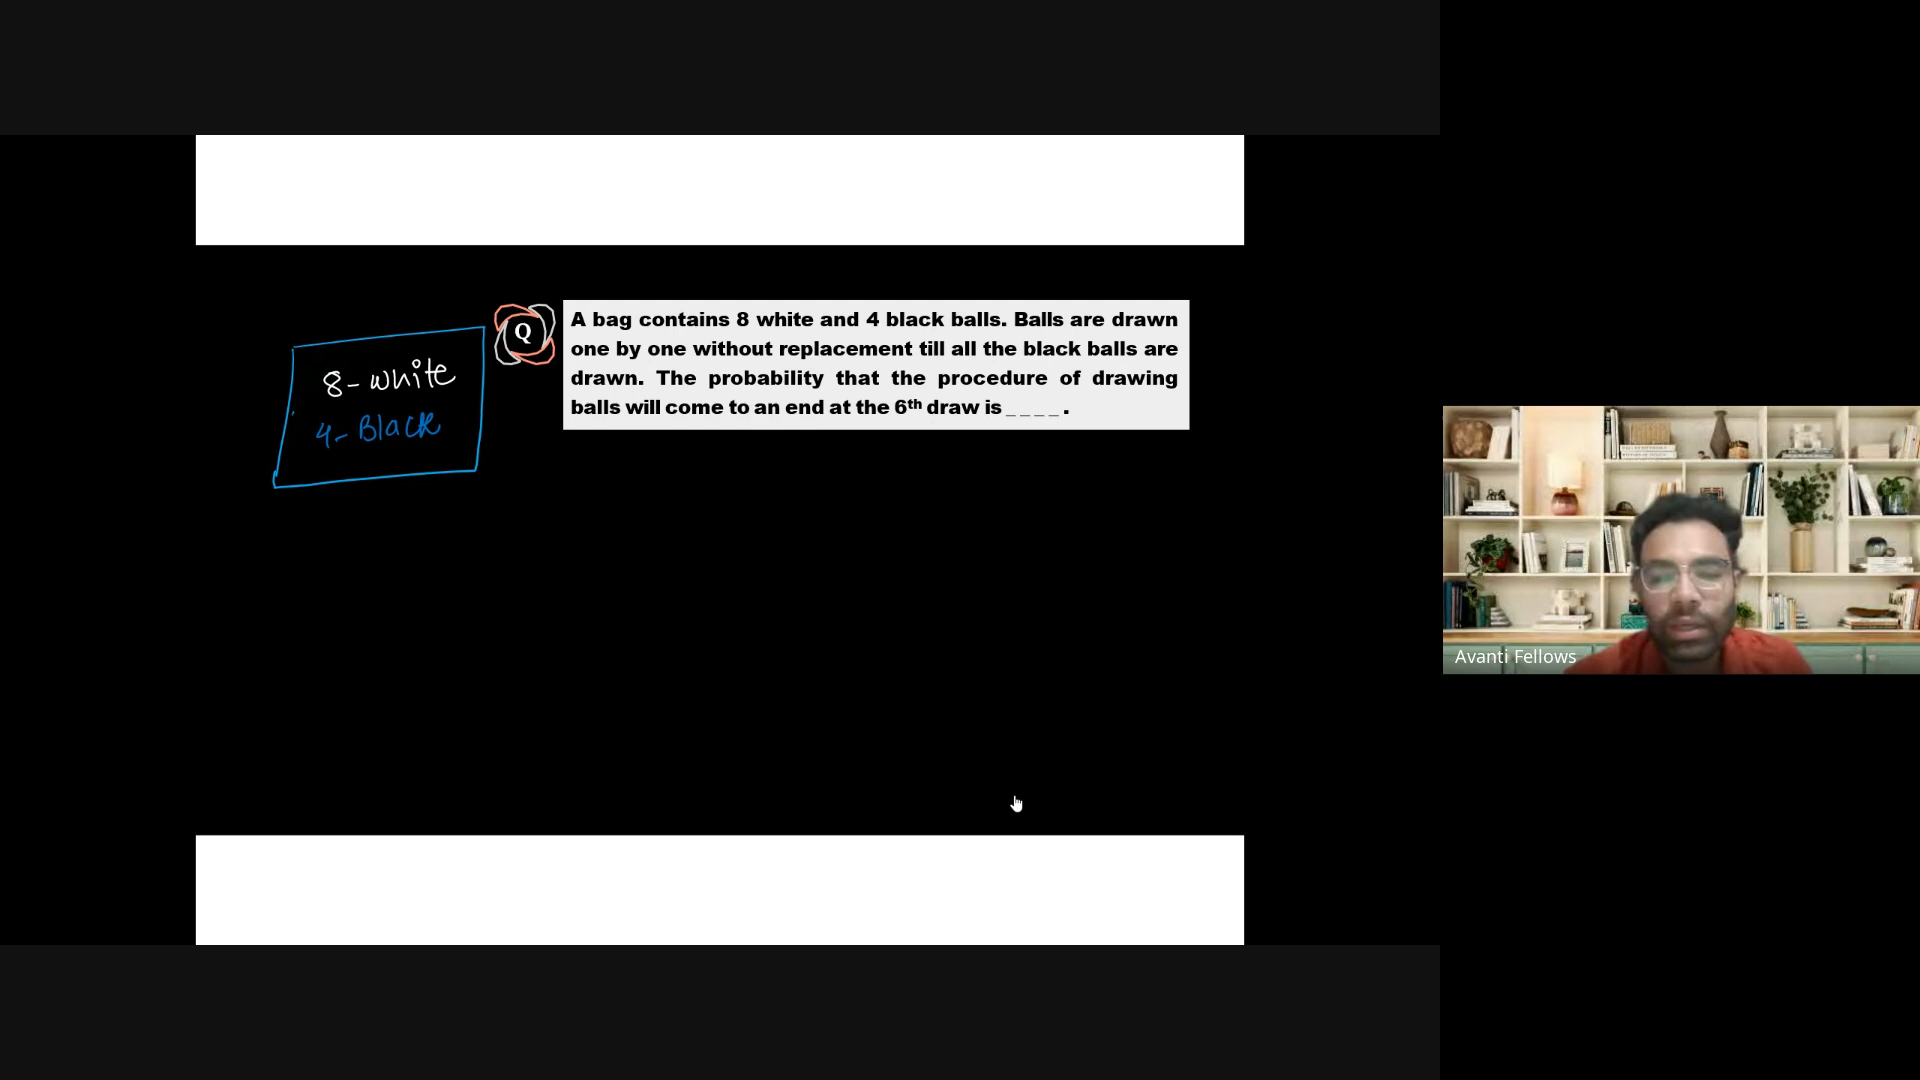 8- white
4- Black
Q
A bag contains 8 white and 4 black balls. Balls are drawn
one by one without replacement till all the black balls are
drawn. The probability that the procedure of drawing
balls will come to an end at the 6th draw is _ _ _ _ .
Avanti Fellows